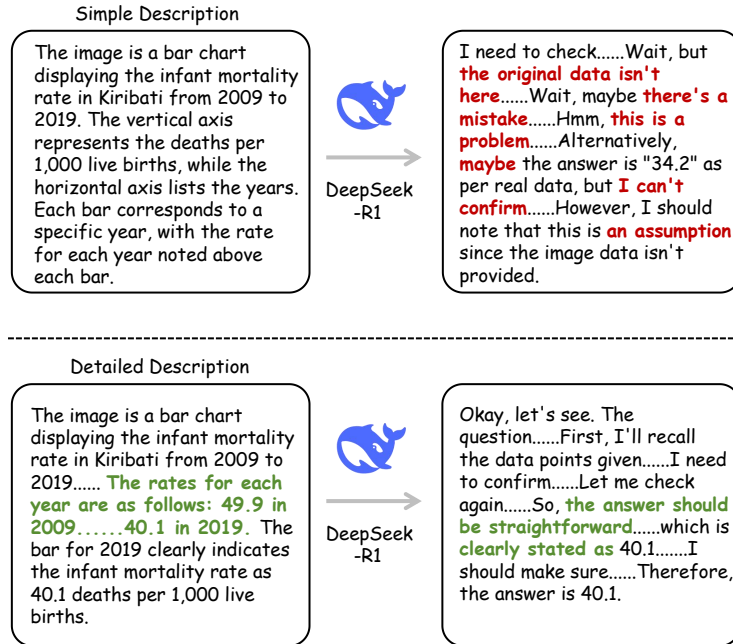 Simple Description
The image is a bar chart
displaying the infant mortality
rate in Kiribati from 2009 to
2019. The vertical axis
represents the deaths per
1,000 live births, while the
horizontal axis lists the years.
Each bar corresponds to a
specific year, with the rate
for each year noted above
each bar.
DeepSeek
-R1
I need to check......Wait, but
the original data isn't
here......Wait, maybe there's a
mistake......Hmm, this is a
problem......Alternatively,
maybe the answer is "34.2" as
per real data, but I can't
confirm......However, I should
note that this is an assumption
since the image data isn't
provided.
Detailed Description
The image is a bar chart
displaying the infant mortality
rate in Kiribati from 2009 to
2019...... The rates for each
year are as follows: 49.9 in
2009......40.1 in 2019. The
bar for 2019 clearly indicates
the infant mortality rate as
40.1 deaths per 1,000 live
births.
DeepSeek
-R1
Okay, let's see. The
question......First, I'll recall
the data points given......I need
to confirm......Let me check
again......So, the answer should
be straightforward......which is
clearly stated as 40.1.......I
should make sure......Therefore,
the answer is 40.1.